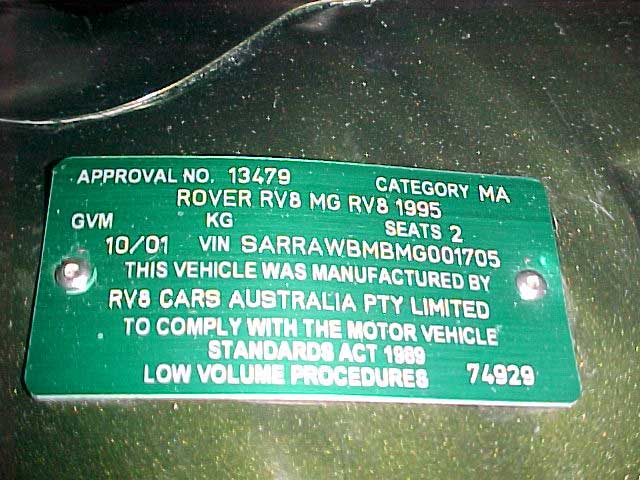 APPROVAL NO. 13479 CATEGORY MA
ROVER RV8 MG RV8 1995
GVM KG SEATS 2
10/01 VIN SARRAWBMBMG001705
THIS VEHICLE WAS MANUFACTURED BY
RV8 CARS AUSTRALIA PTY LIMITED
TO COMPLY WITH THE MOTOR VEHICLE
STANDARDS ACT 1989
LOW VOLUME PROCEDURES 74929